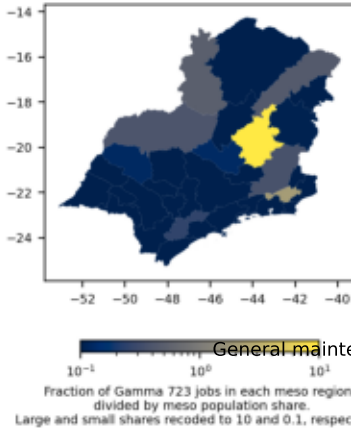 −14
−16
−18
−20
−22
−24
−52 −50 −48 −46 −44 −42 −40
General mainte
10−1 100 101
Fraction of Gamma 723 jobs in each meso region
divided by meso population share.
Large and small shares recoded to 10 and 0.1, respec